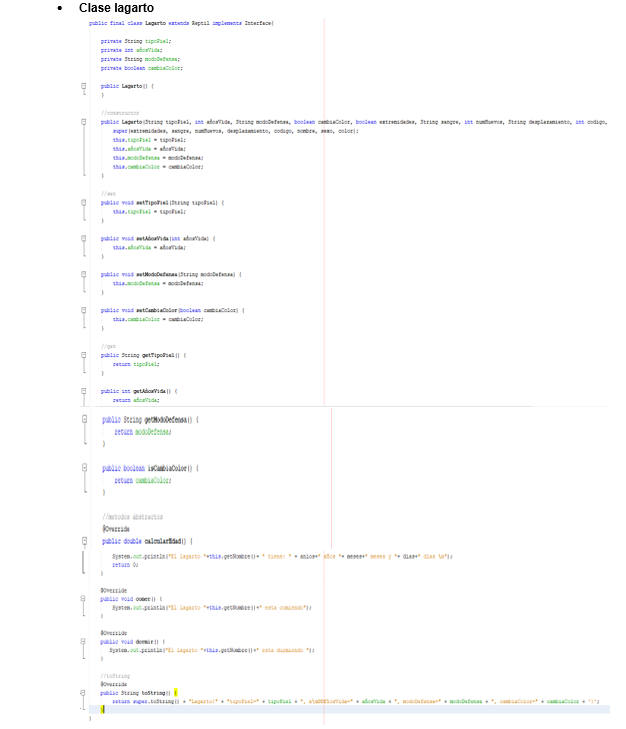 • Clase lagarto
public final class Lagarto extends Reptil implements Interface{
private String tipoPiel;
private int añosVida;
private String modoDefensa;
private boolean cambiaColor;
public Lagarto() {
}
//constructor
public Lagarto(String tipoPiel, int añosVida, String modoDefensa, boolean cambiaColor, boolean extremidades, String sangre, int numHuevos, String desplazamiento, int codigo,
super(extremidades, sangre, numHuevos, desplazamiento, codigo, nombre, sexo, color);
this.tipoPiel = tipoPiel;
this.añosVida = añosVida;
this.modoDefensa = modoDefensa;
this.cambiaColor = cambiaColor;
}
//set
public void setTipoPiel(String tipoPiel) {
this.tipoPiel = tipoPiel;
}
public void setAñosVida(int añosVida) {
this.añosVida = añosVida;
}
public void setModoDefensa(String modoDefensa) {
this.modoDefensa = modoDefensa;
}
public void setCambiaColor(boolean cambiaColor) {
this.cambiaColor = cambiaColor;
}
//get
public String getTipoPiel() {
return tipoPiel;
}
public int getAñosVida() {
return añosVida;
public String getModoDefensa() {
return modoDefensa;
}
public boolean isCambiaColor() {
return cambiaColor;
}
//metodos abstractos
@Override
public double calcularEdad() {
System.out.println("El lagarto "+this.getNombre()+ " tiene: " + anios+" años "+ meses+" meses y "+ dias+" dias \n");
return 0;
}
@Override
public void comer() {
System.out.println("El lagarto "+this.getNombre()+" esta comiendo");
}
@Override
public void dormir() {
System.out.println("El lagarto "+this.getNombre()+" esta durmiendo ");
}
//toString
@Override
public String toString() {
return super.toString() + "Lagarto{" + "tipoPiel=" + tipoPiel + ", + añosVida + ", modoDefensa=" + modoDefensa + ", cambiaColor=" + cambiaColor + '}';
}
}